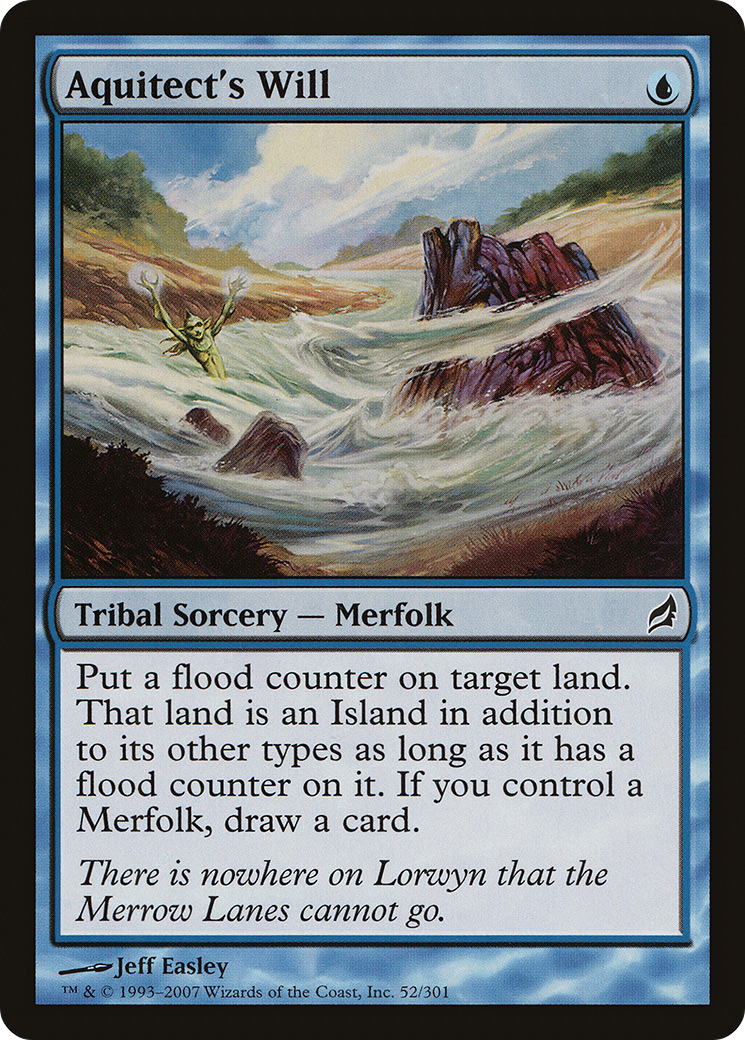 Aquitect's Will
Tribal Sorcery — Merfolk
Put a flood counter on target land.
That land is an Island in addition
to its other types as long as it has a
flood counter on it. If you control a
Merfolk, draw a card.
There is nowhere on Lorwyn that the
Merrow Lanes cannot go.
Jeff Easley
™ & © 1993–2007 Wizards of the Coast, Inc. 52/301